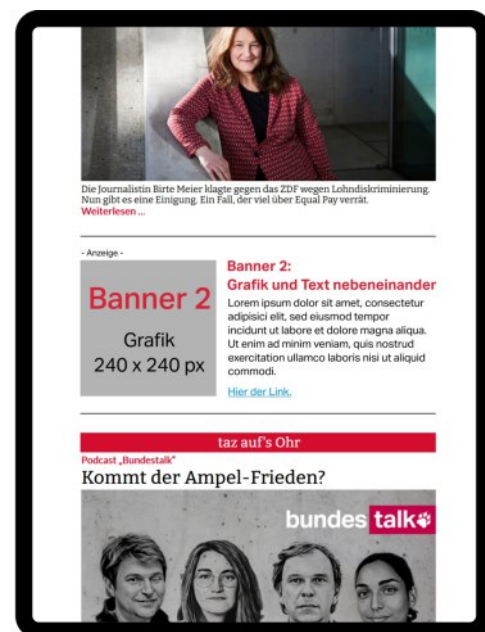 Die Journalistin Birte Meier klagte gegen das ZDF wegen Lohndiskriminierung.
Nun gibt es eine Einigung. Ein Fall, der viel über Equal Pay verrät.
Weiterlesen ...
- Anzeige -
Banner 2
Grafik
240 x 240 px
Banner 2:
Grafik und Text nebeneinander
Lorem ipsum dolor sit amet, consectetur
adipisici elit, sed eiusmod tempor
incidunt ut labore et dolore magna aliqua.
Ut enim ad minim veniam, quis nostrud
exercitation ullamco laboris nisi ut aliquid
commodi.
Hier der Link.
taz auf's Ohr
Podcast „Bundestalk“
Kommt der Ampel-Frieden?
bundes talk